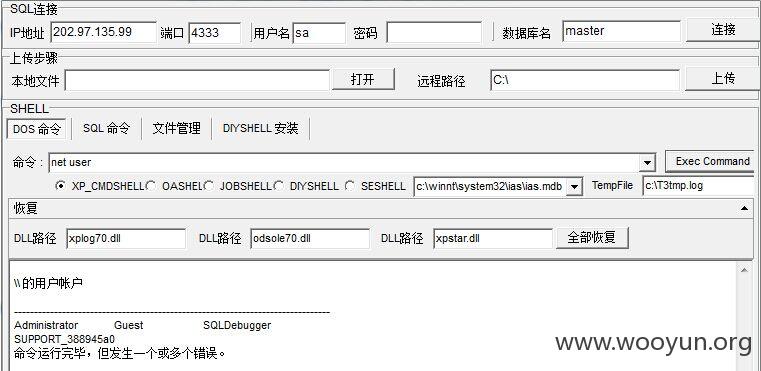 SQL连接
IP地址 202.97.135.99 端口 4333 用户名 sa 密码 数据库名 master 连接
上传步骤
本地文件 打开 远程路径 C:\ 上传
SHELL
DOS 命令 SQL 命令 文件管理 DIYSHELL 安装
命令 : net user Exec Command
XP_CMDSHELL OASHEL JOBSHELL DIYSHELL SESHELL c:\winnt\system32\ias\ias.mdb TempFile c:\T3tmp.log
恢复
DLL路径 xplog70.dll DLL路径 odsole70.dll DLL路径 xpstar.dll 全部恢复
\\ 的用户帐户
-------------------------------------------------------------------------------
Administrator Guest SQLDebugger
SUPPORT_388945a0
命令运行完毕，但发生一个或多个错误。
www.wooyun.org